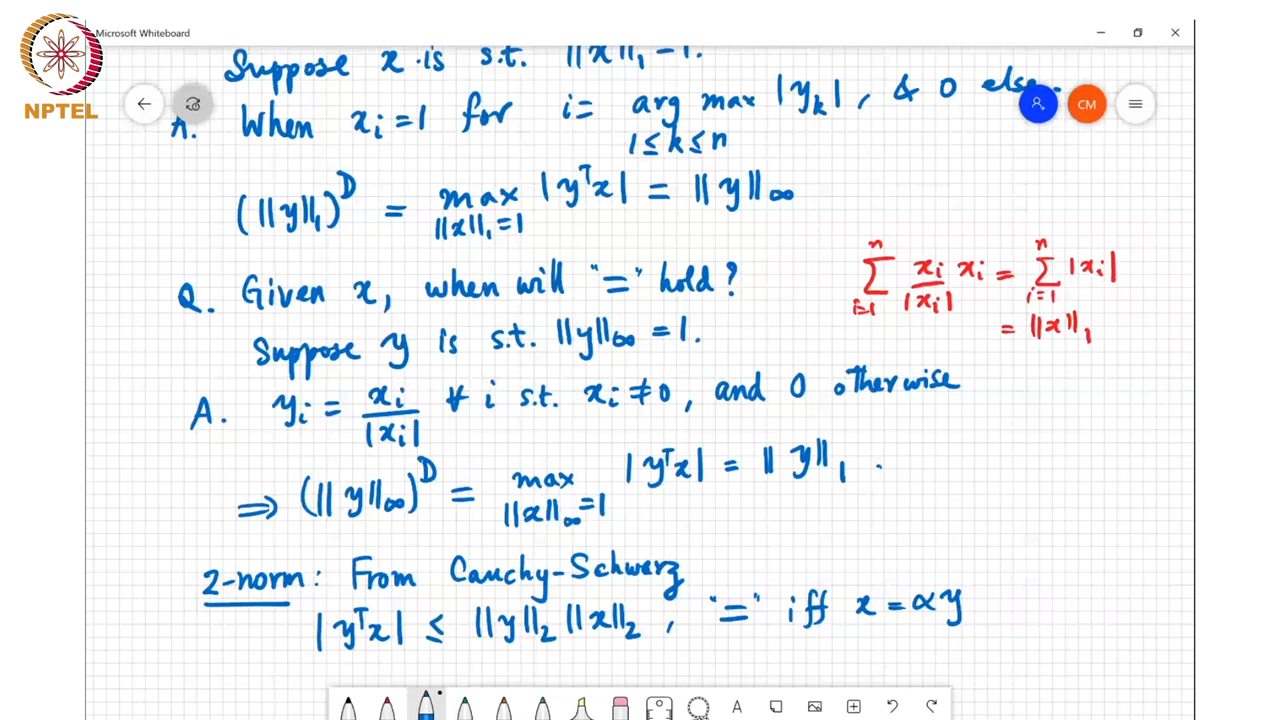 Microsoft Whiteboard
NPTEL
Suppose x is s.t. ||x||₁ = 1.
A. When xᵢ = 1 for i = arg max |yₖ|, & 0 else.
1 ≤ k ≤ n
CM
(||y||₁)ᴰ = max |yᵀx| = ||y||∞
||x||₁ = 1
Q. Given x, when will "=" hold?
Suppose y is s.t. ||y||∞ = 1.
A. yᵢ = xᵢ/|xᵢ| ∀ i s.t. xᵢ ≠ 0, and 0 otherwise
⇒ (||y||∞)ᴰ = max |yᵀx| = ||y||₁.
||x||∞ = 1
2-norm: From Cauchy-Schwarz
|yᵀx| ≤ ||y||₂ ||x||₂, "=" iff x = αy
∑ᵢ₌₁ⁿ xᵢ/|xᵢ| xᵢ = ∑ᵢ₌₁ⁿ |xᵢ|
= ||x||₁
A